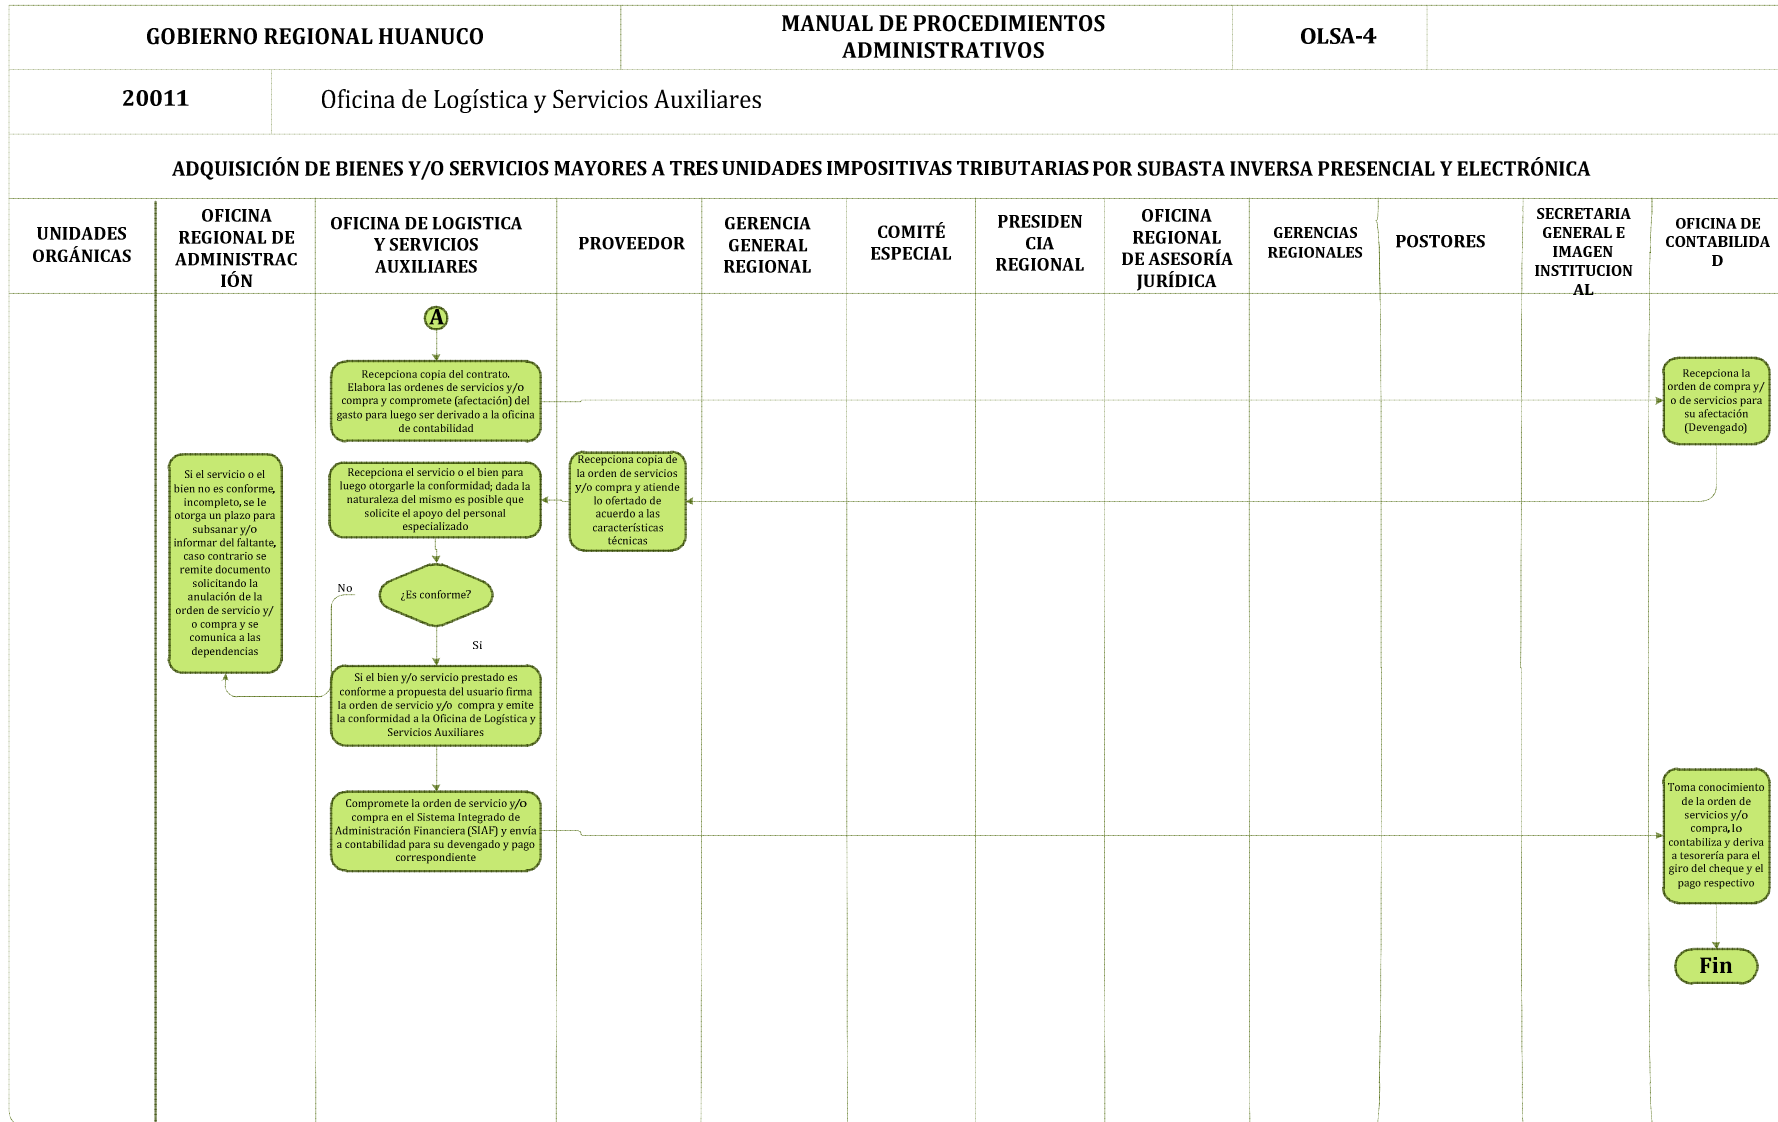 GOBIERNO REGIONAL HUANUCO
MANUAL DE PROCEDIMIENTOS
ADMINISTRATIVOS
OLSA-4
20011
Oficina de Logística y Servicios Auxiliares
ADQUISICIÓN DE BIENES Y/O SERVICIOS MAYORES A TRES UNIDADES IMPOSITIVAS TRIBUTARIAS POR SUBASTA INVERSA PRESENCIAL Y ELECTRÓNICA
UNIDADES
ORGÁNICAS
OFICINA
REGIONAL DE
ADMINISTRAC
IÓN
OFICINA DE LOGISTICA
Y SERVICIOS
AUXILIARES
PROVEEDOR
GERENCIA
GENERAL
REGIONAL
COMITÉ
ESPECIAL
PRESIDEN
CIA
REGIONAL
OFICINA
REGIONAL
DE ASESORÍA
JURÍDICA
GERENCIAS
REGIONALES
POSTORES
SECRETARIA
GENERAL E
IMAGEN
INSTITUCION
AL
OFICINA DE
CONTABILIDA
D
A
Recepciona copia del contrato.
Elabora las ordenes de servicios y/o
compra y compromete (afectación) del
gasto para luego ser derivado a la oficina
de contabilidad
Recepciona la
orden de compra y/
o de servicios para
su afectación
(Devengado)
Recepciona copia de
la orden de servicios
y/o compra y atiende
lo ofertado de
acuerdo a las
características
técnicas
Recepciona el servicio o el bien para
luego otorgarle la conformidad; dada la
naturaleza del mismo es posible que
solicite el apoyo del personal
especializado
Si el servicio o el
bien no es conforme,
incompleto, se le
otorga un plazo para
subsanar y/o
informar del faltante,
caso contrario se
remite documento
solicitando la
anulación de la
orden de servicio y/
o compra y se
comunica a las
dependencias
No
¿Es conforme?
Sí
Si el bien y/o servicio prestado es
conforme a propuesta del usuario firma
la orden de servicio y/o compra y emite
la conformidad a la Oficina de Logística y
Servicios Auxiliares
Compromete la orden de servicio y/o
compra en el Sistema Integrado de
Administración Financiera (SIAF) y envía
a contabilidad para su devengado y pago
correspondiente
Toma conocimiento
de la orden de
servicios y/o
compra, lo
contabiliza y deriva
a tesorería para el
giro del cheque y el
pago respectivo
Fin